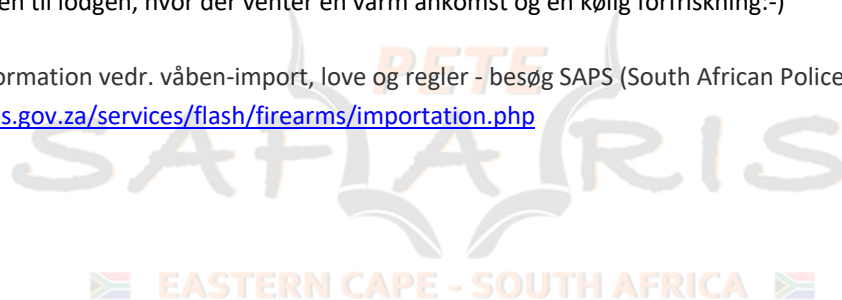 en til lodgen, hvor der venter en varm ankomst og en kølig forfriskning:-)
ormation vedr. våben-import, love og regler - besøg SAPS (South African Police
s.gov.za/services/flash/firearms/importation.php
PETE
SAFARIS
EASTERN CAPE - SOUTH AFRICA